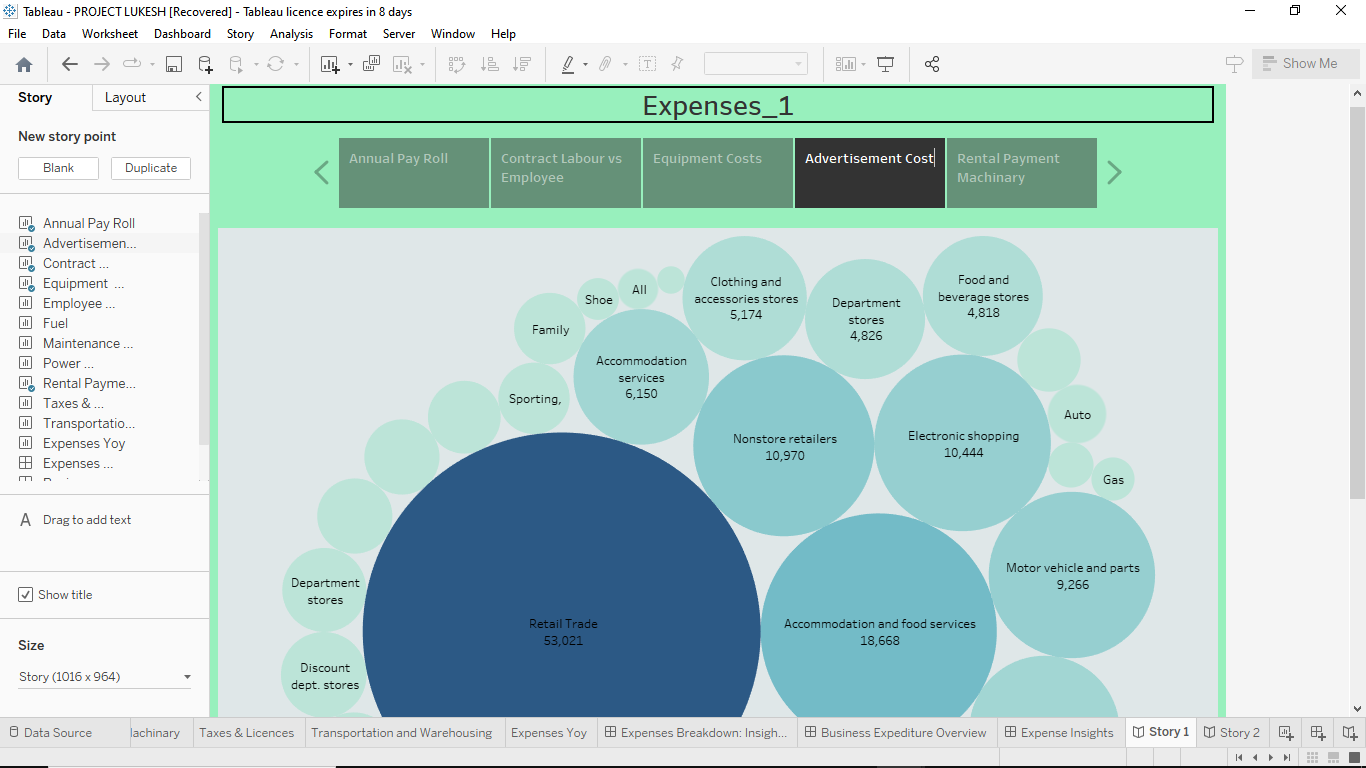 Tableau - PROJECT LUKESH [Recovered] - Tableau licence expires in 8 days
File Data Worksheet Dashboard Story Analysis Format Server Window Help
Show Me
Story Layout
New story point
Blank Duplicate
Annual Pay Roll
Advertisemen...
Contract ...
Equipment ...
Employee ...
Fuel
Maintenance ...
Power ...
Rental Payme...
Taxes & ...
Transportatio...
Expenses Yoy
Expenses ...
A Drag to add text
Show title
Size
Story (1016 x 964)
Expenses_1
Annual Pay Roll
Contract Labour vs
Employee
Equipment Costs
Advertisement Cost
Rental Payment
Machinary
Clothing and
accessories stores
5,174
Department
stores
4,826
Food and
beverage stores
4,818
All
Shoe
Family
Accommodation
services
6,150
Sporting,
Nonstore retailers
10,970
Electronic shopping
10,444
Auto
Gas
Motor vehicle and parts
9,266
Department
stores
Retail Trade
53,021
Accommodation and food services
18,668
Discount
dept. stores
Data Source lachinary Taxes & Licences Transportation and Warehousing Expenses Yoy Expenses Breakdown: Insigh... Business Expediture Overview Expense Insights Story 1 Story 2